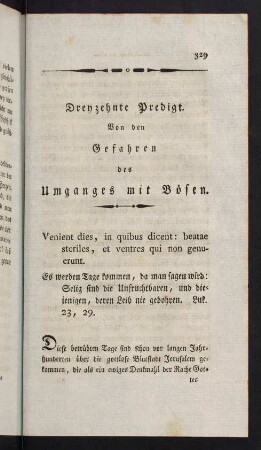 329
Dreyzehnte Predigt.
Von den
Gefahren
des
Umganges mit Bösen.
Venient dies, in quibus dicent: beatae
steriles, et ventres qui non genu-
erunt.
Es werden Tage kommen, da man sagen wird:
Selig sind die Unfruchtbaren, und die-
jenigen, deren Leib nie gebohren. Luk.
23, 29.
Diese betrübten Tage sind schon vor langen Jahr-
hunderten über die gottlose Blutstadt Jerusalem ge-
kommen, die als ein ewiges Denkmahl der Rache Got-
tes